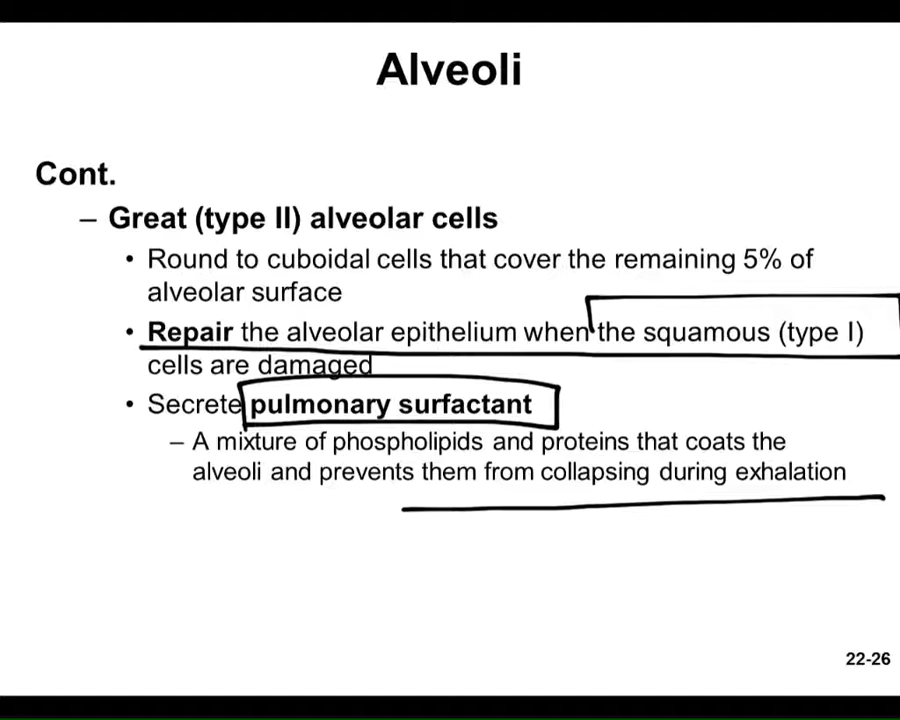 Alveoli
Cont.
– Great (type II) alveolar cells
• Round to cuboidal cells that cover the remaining 5% of
alveolar surface
• Repair the alveolar epithelium when the squamous (type I)
cells are damaged
• Secrete pulmonary surfactant
– A mixture of phospholipids and proteins that coats the
alveoli and prevents them from collapsing during exhalation
22-26